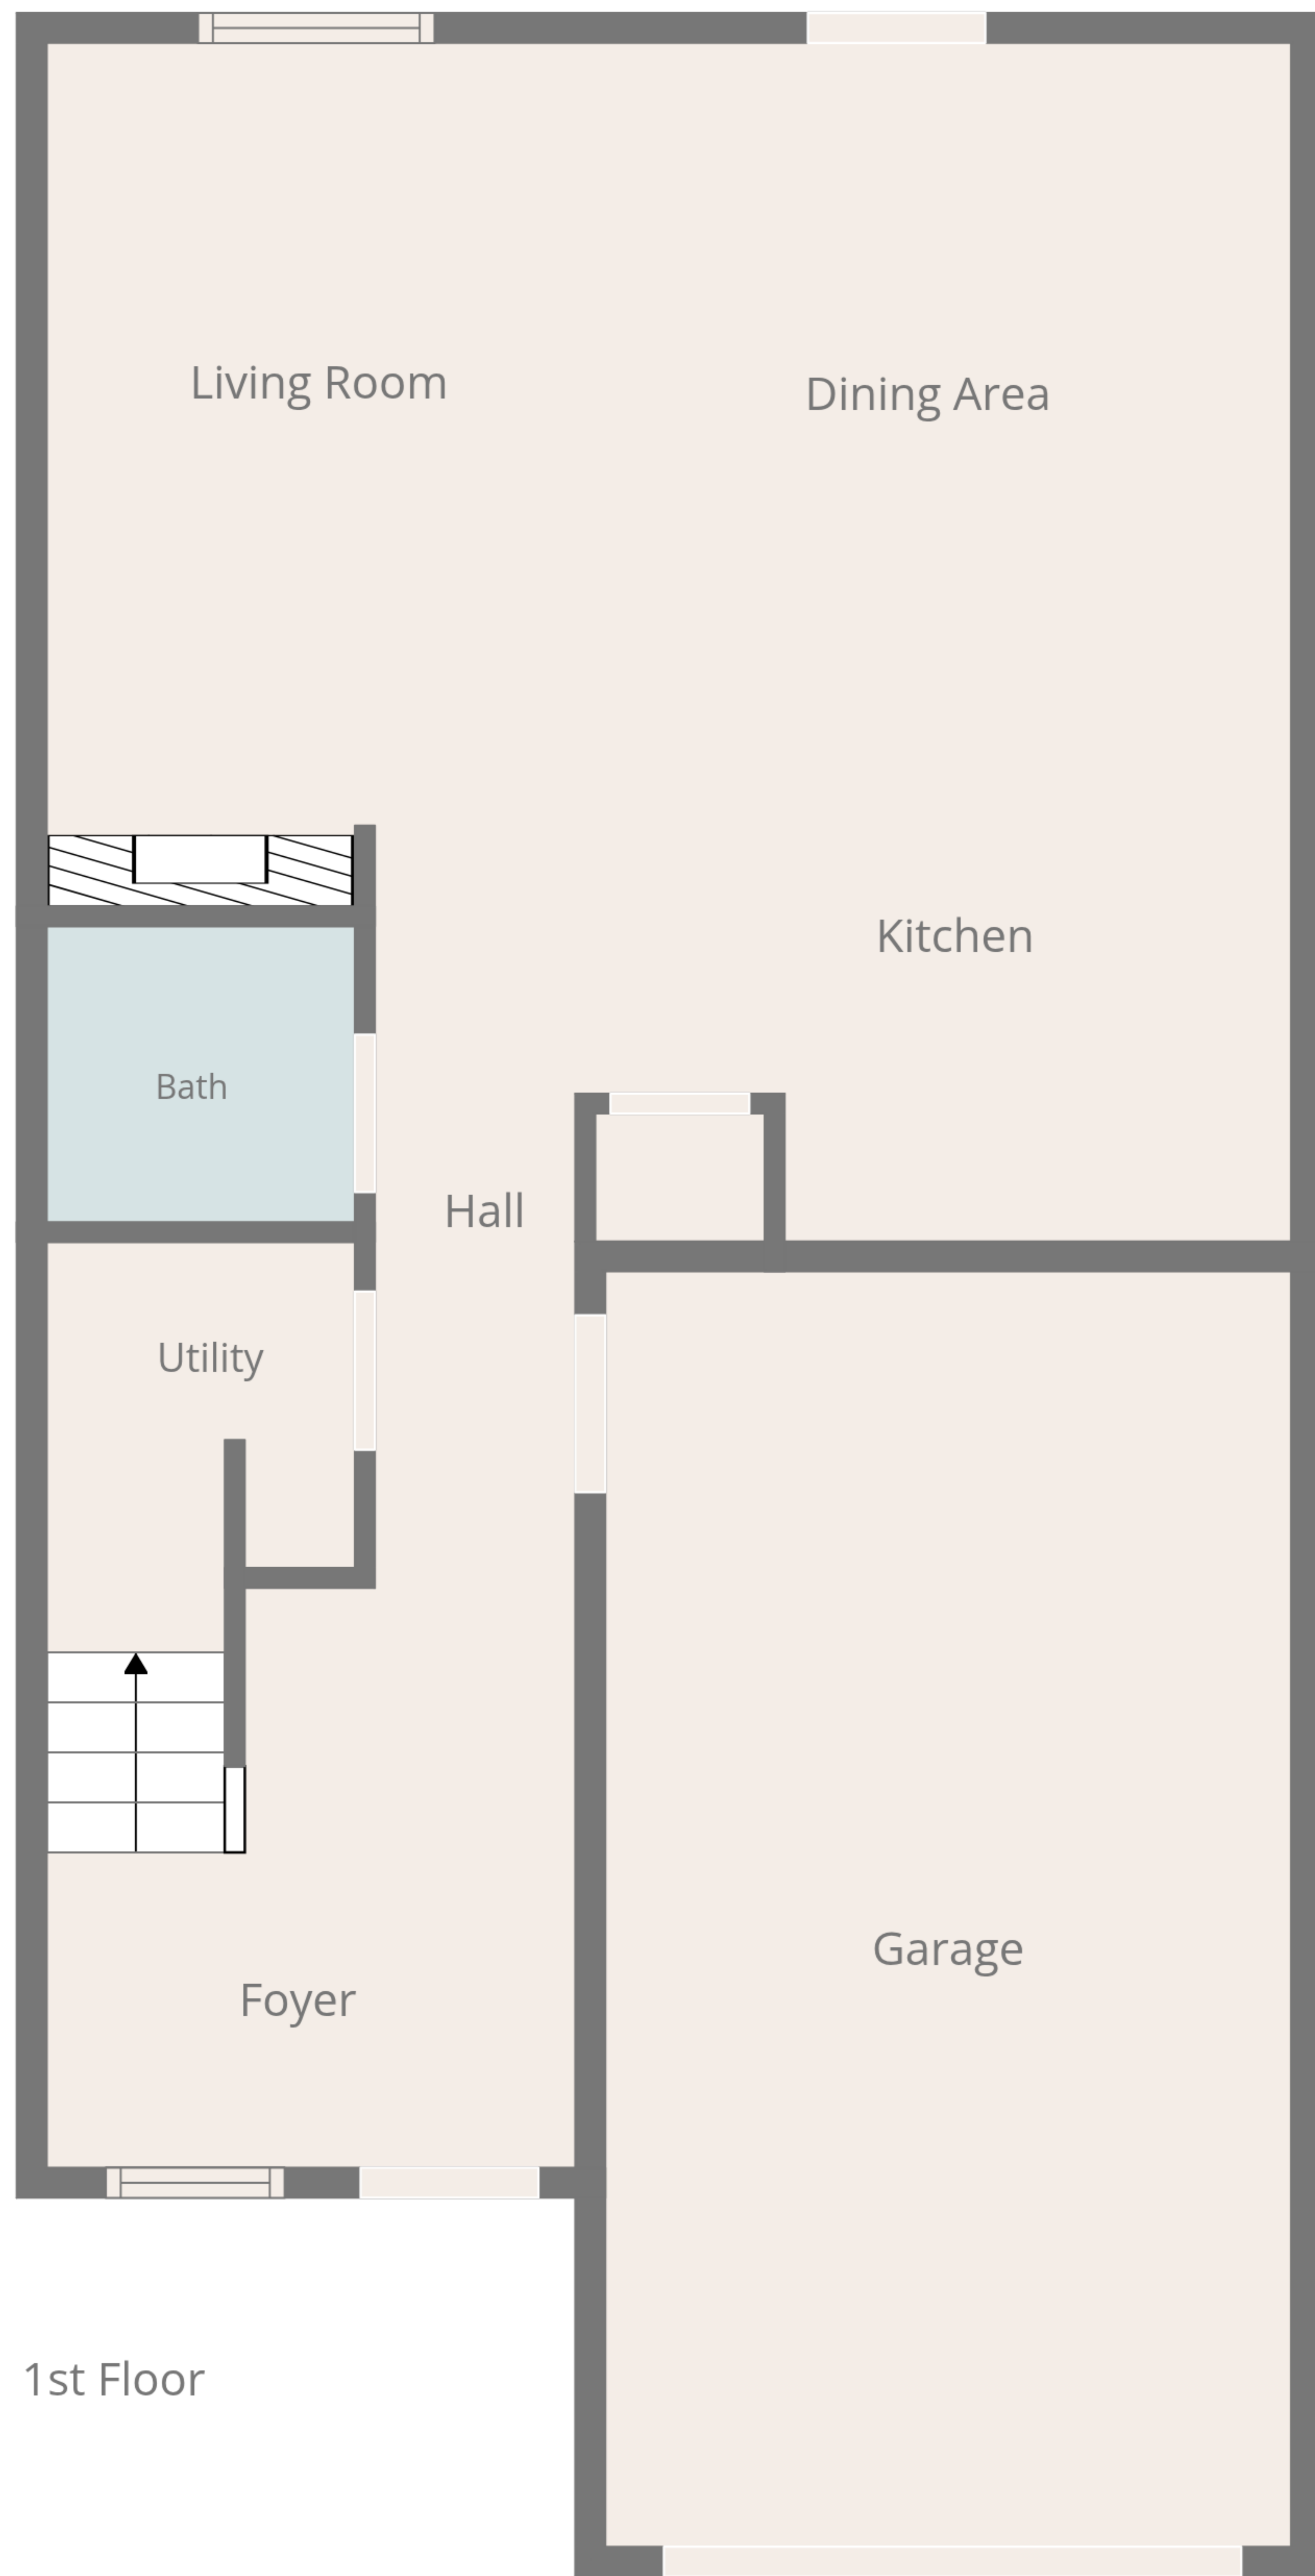 Living Room
Dining Area
Kitchen
Bath
Hall
Utility
Garage
Foyer
1st Floor